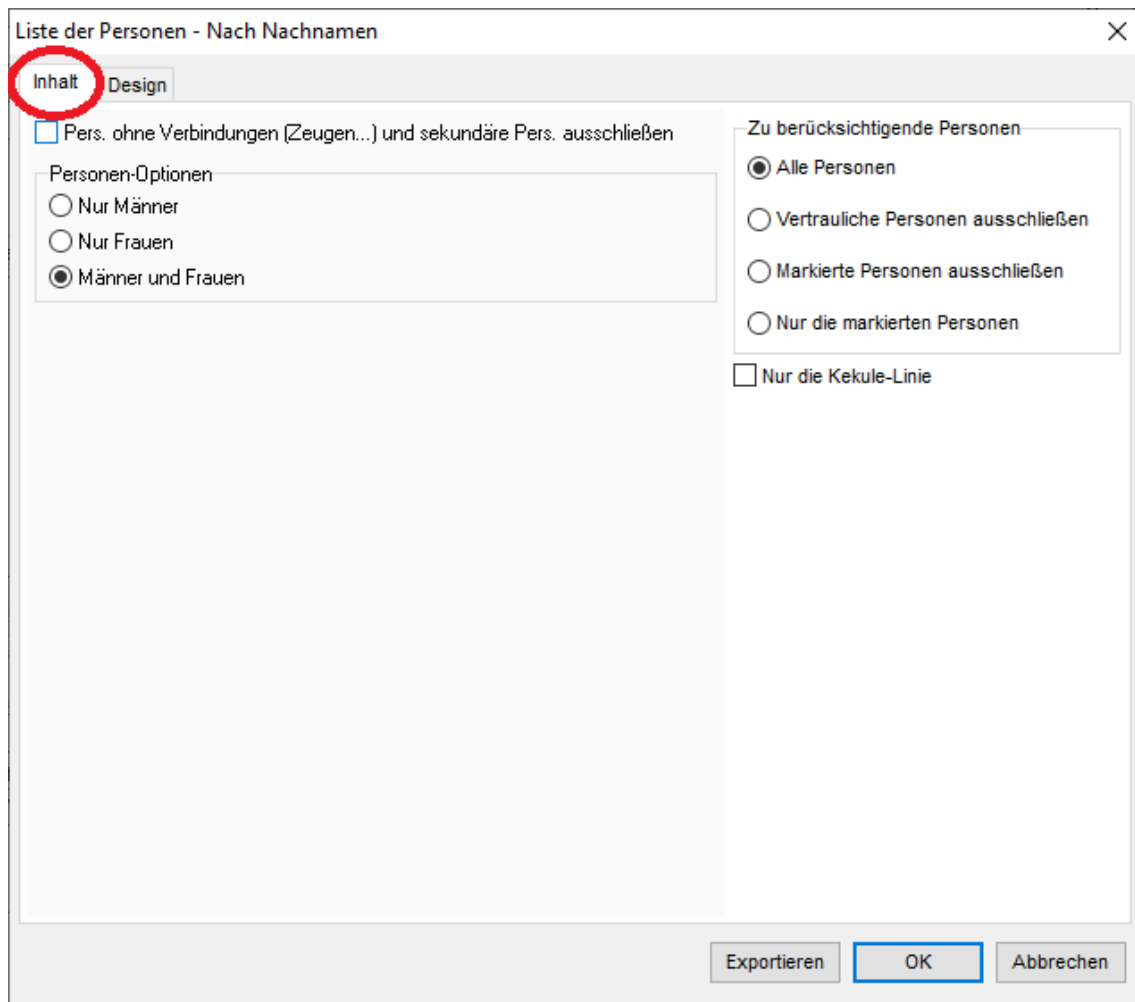 Liste der Personen - Nach Nachnamen
Inhalt
Design
Pers. ohne Verbindungen (Zeugen...) und sekundäre Pers. ausschließen
Personen-Optionen
Nur Männer
Nur Frauen
Männer und Frauen
Zu berücksichtigende Personen
Alle Personen
Vertrauliche Personen ausschließen
Markierte Personen ausschließen
Nur die markierten Personen
Nur die Kekule-Linie
Exportieren
OK
Abbrechen